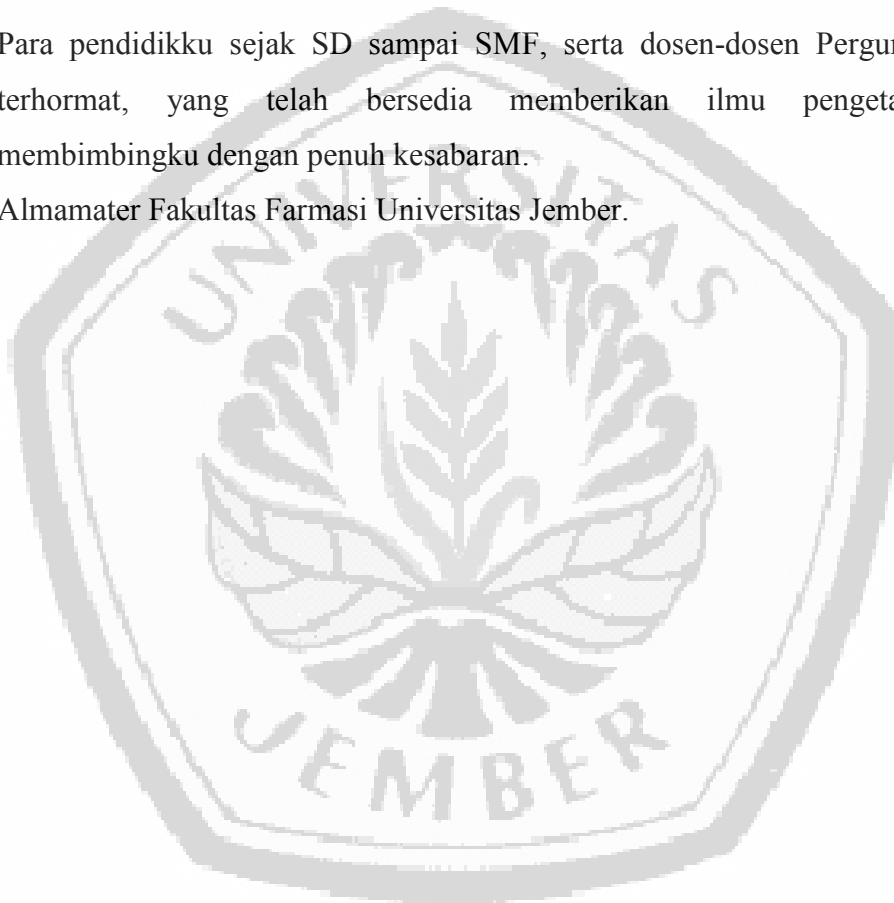 Para pendidikku sejak SD sampai SMF, serta dosen-dosen Pergur
terhormat, yang telah bersedia memberikan ilmu pengeta
membimbingku dengan penuh kesabaran.
Almamater Fakultas Farmasi Universitas Jember.
UNIVERSITAS
JEMBER